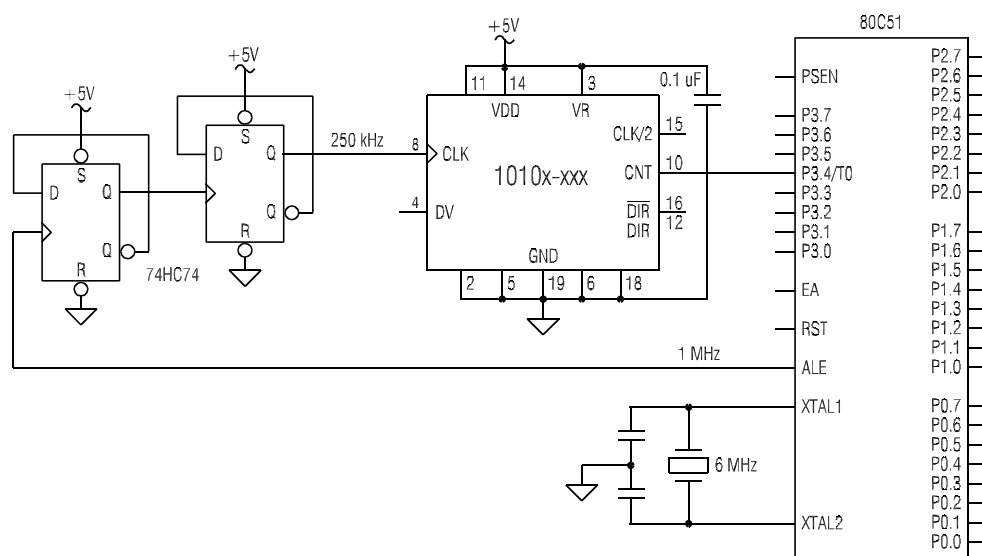 80C51
+5V
+5V
+5V
S
D
Q
Q
R
S
D
Q
Q
R
74HC74
250 kHz
11
14
3
0.1 uF
VDD
VR
8
CLK
CLK/2
15
1010x-xxx
CNT
10
4
DV
DIR
16
DIR
12
GND
2
5
19
6
18
1 MHz
6 MHz
PSEN
P3.7
P3.6
P3.5
P3.4/T0
P3.3
P3.2
P3.1
P3.0
EA
RST
ALE
XTAL1
XTAL2
P2.7
P2.6
P2.5
P2.4
P2.3
P2.2
P2.1
P2.0
P1.7
P1.6
P1.5
P1.4
P1.3
P1.2
P1.1
P1.0
P0.7
P0.6
P0.5
P0.4
P0.3
P0.2
P0.1
P0.0